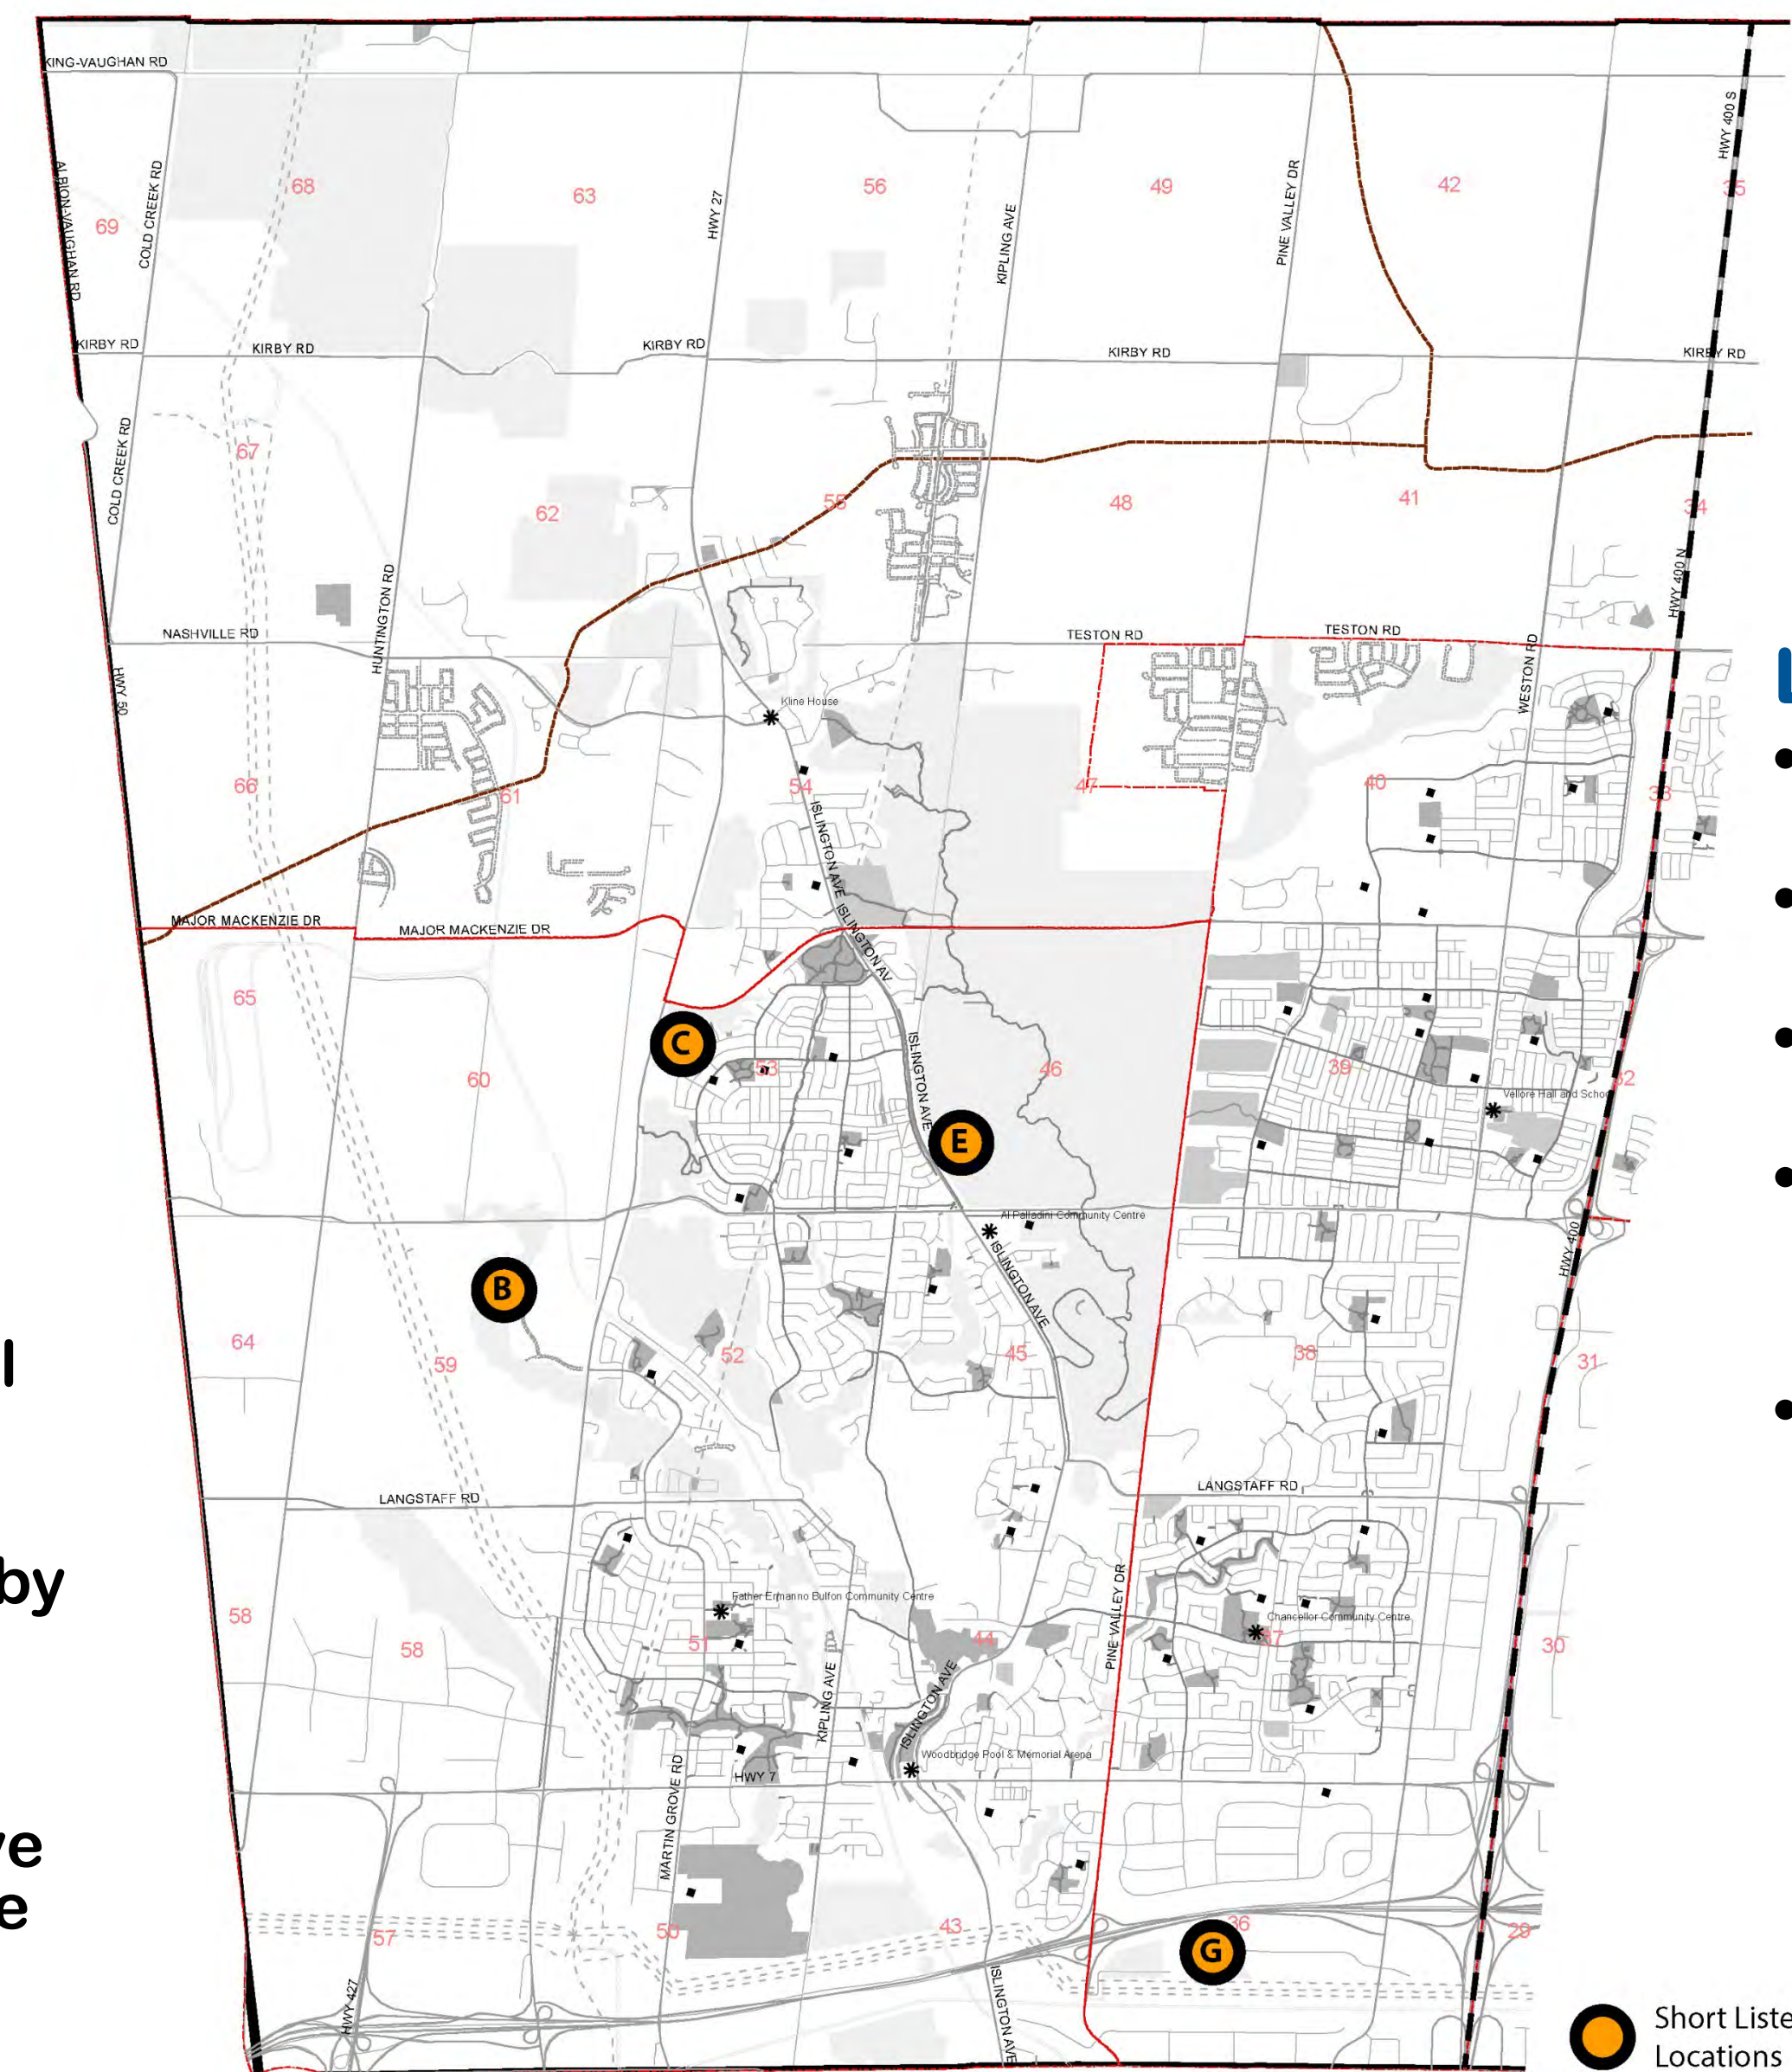 KING-VAUGHAN RD
HWY 400 S
ALBION-VAUGHAN RD
COLD CREEK RD
68
63
HWY 27
56
KIPLING AVE
49
PINE VALLEY DR
42
35
69
KIRBY RD
KIRBY RD
KIRBY RD
KIRBY RD
KIRBY RD
COLD CREEK RD
67
62
55
48
41
34
HWY 400 N
HUNTINGTON RD
NASHVILLE RD
TESTON RD
TESTON RD
WESTON RD
HWY 50
Kline House
66
61
54
47
40
33
ISLINGTON AVE
MAJOR MACKENZIE DR
MAJOR MACKENZIE DR
ISLINGTON AV
65
C
60
53
ISLINGTON AVE
46
39
32
Vellore Hall and Schoo
E
Al Palladini Community Centre
ISLINGTON AVE
HWY 400
B
64
59
52
45
38
31
l
LANGSTAFF RD
LANGSTAFF RD
by
58
58
Father Ermanno Bulfon Community Centre
51
44
PINE VALLEY DR
Chancellor Community Centre
37
30
KIPLING AVE
ISLINGTON AVE
Woodbridge Pool & Memorial Arena
HWY 7
MARTIN GROVE RD
ve
e
57
50
43
36
29
G
HWY 427
ISLINGTON AVE
Short Liste
Locations